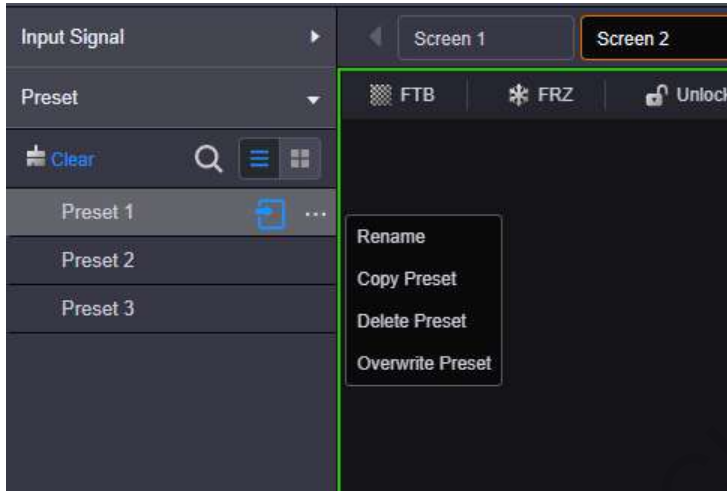 Input Signal
Screen 1
Screen 2
Preset
FTB
FRZ
Unlock
Clear
Preset 1
Preset 2
Preset 3
Rename
Copy Preset
Delete Preset
Overwrite Preset